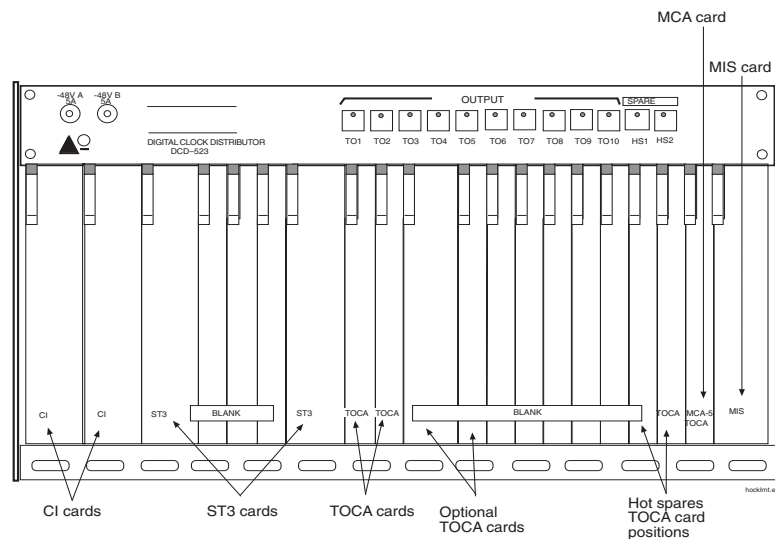 MCA card
MIS card
-48V A
5A
-48V B
5A
OUTPUT
SPARE
DIGITAL CLOCK DISTRIBUTOR
DCD–523
TO1 TO2 TO3 TO4 TO5 TO6 TO7 TO8 TO9 TO10 HS1 HS2
CI CI ST3 BLANK ST3 TOCA TOCA BLANK TOCA MCA-5 MIS
TOCA
CI cards
ST3 cards
TOCA cards
Optional
TOCA cards
Hot spares
TOCA card
positions